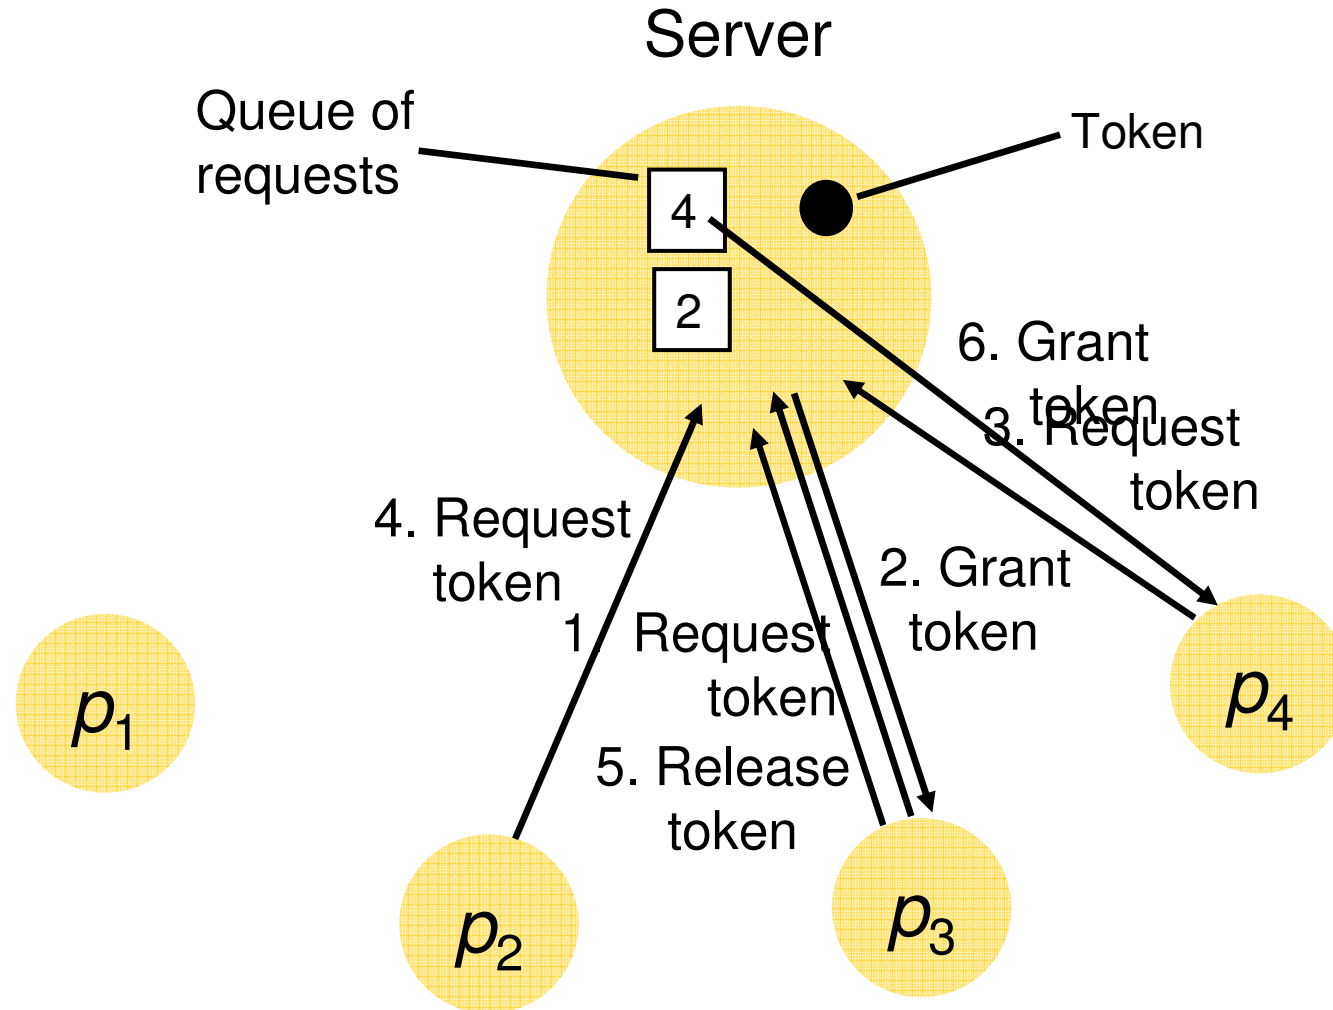 Server
Queue of
requests
Token
4
2
6. Grant
token
3. Request
token
4. Request
token
2. Grant
token
1. Request
token
5. Release
token
p1
p4
p2
p3